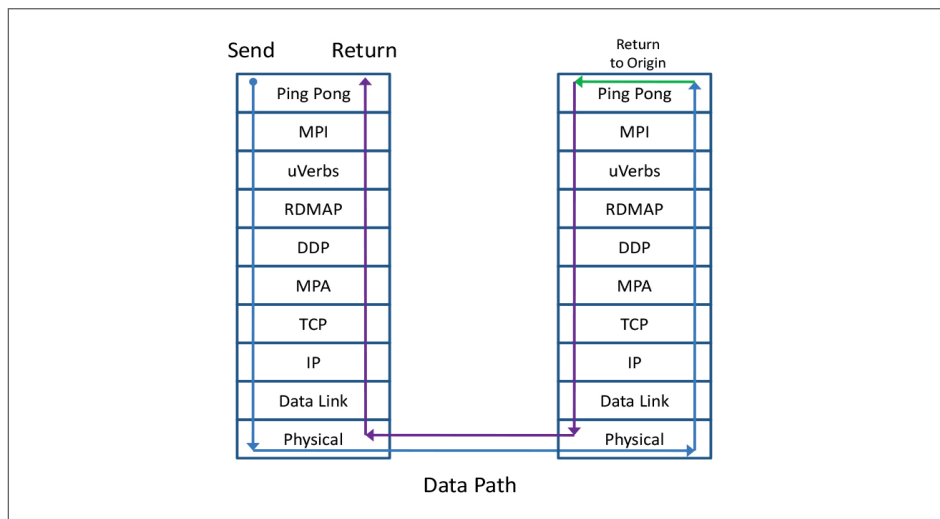 Send
Return
Return
to Origin
Ping Pong
MPI
uVerbs
RDMAP
DDP
MPA
TCP
IP
Data Link
Physical
Ping Pong
MPI
uVerbs
RDMAP
DDP
MPA
TCP
IP
Data Link
Physical
Data Path